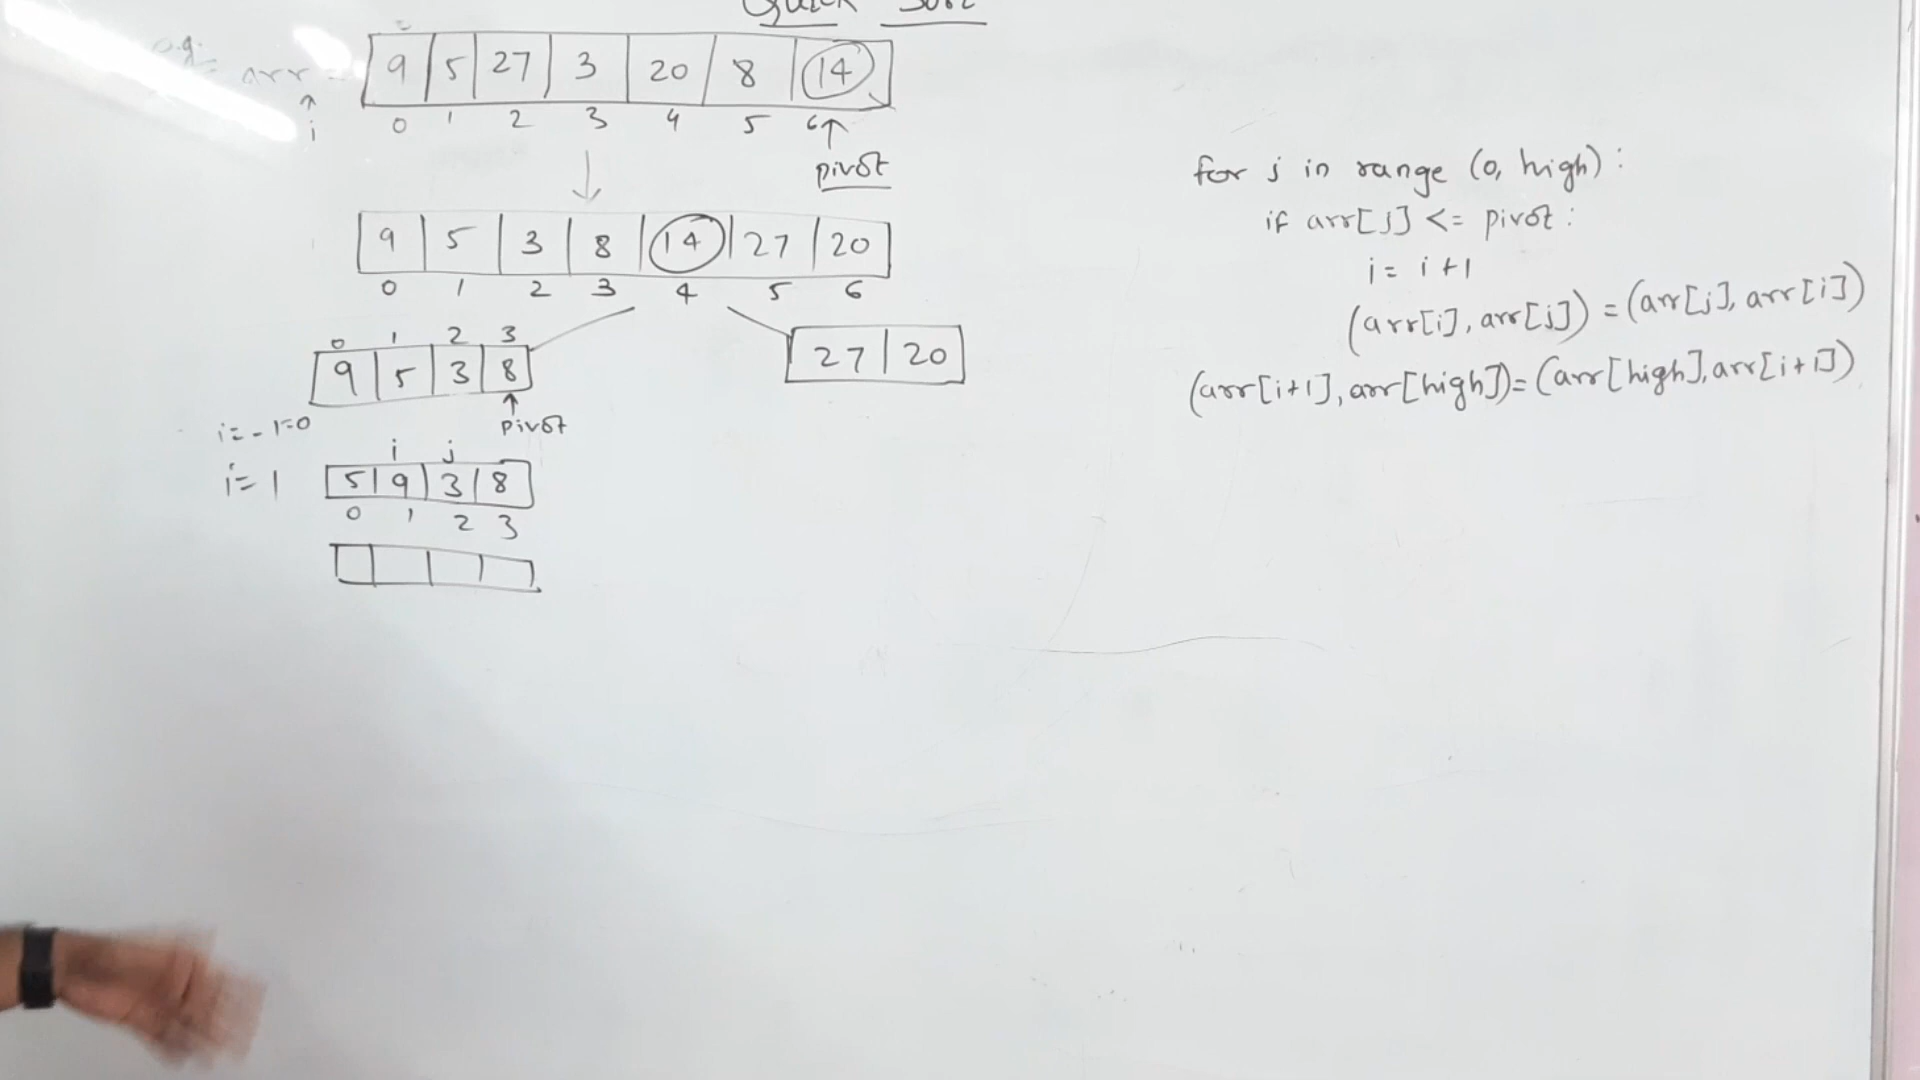 Quick Sort
e.g.
arr = 9 5 27 3 20 8 14
↑
i
0 1 2 3 4 5 6↑
pivot
9 5 3 8 14 27 20
0 1 2 3 4 5 6
0 1 2 3
9 5 3 8
27 20
i=-1=0
pivot
i j
i=1 5 9 3 8
0 1 2 3
for j in range (0, high):
if arr[j] <= pivot:
i = i+1
(arr[i], arr[j]) = (arr[j], arr[i])
(arr[i+1], arr[high]) = (arr[high], arr[i+1])